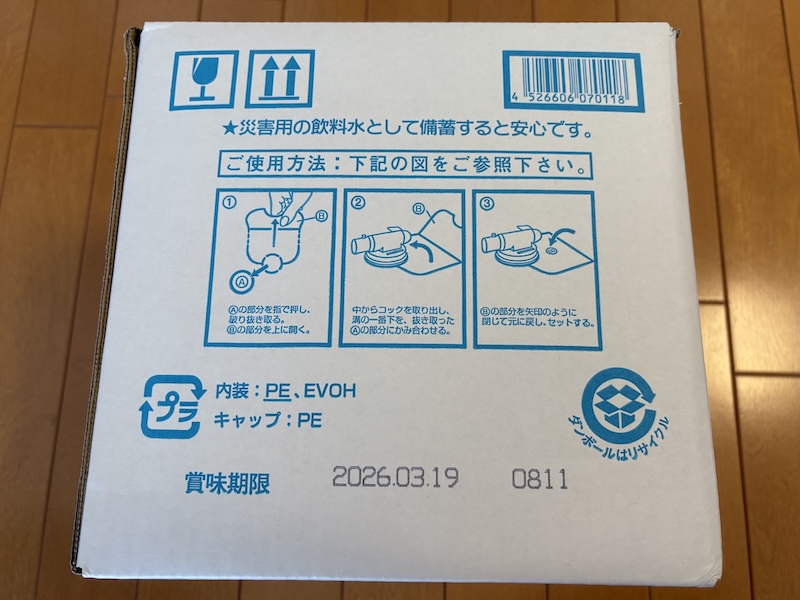 4 526606 070118
★災害用の飲料水として備蓄すると安心です。
ご使用方法：下記の図をご参照下さい。
①
Ⓑ
Ⓐ
Ⓐの部分を指で押し、
破り抜き取る。
Ⓑの部分を上に開く。
②
Ⓑ
中からコックを取り出し、
溝の一番下を、抜き取った
Ⓐの部分にかみ合わせる。
③
Ⓑの部分を矢印のように
閉じて元に戻し、セットする。
プラ
内装：PE、EVOH
キャップ：PE
ダンボールはリサイクル
賞味期限 2026.03.19 0811